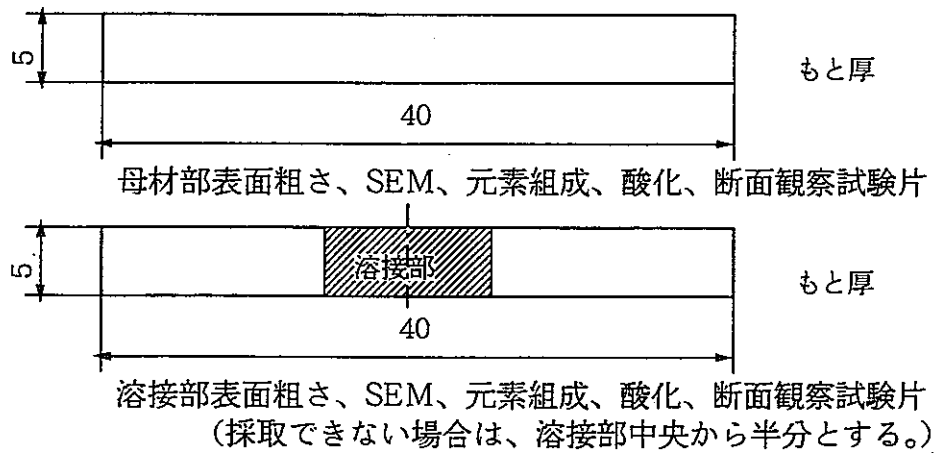 5
もと厚
40
母材部表面粗さ、SEM、元素組成、酸化、断面観察試験片
5
溶接部
もと厚
40
溶接部表面粗さ、SEM、元素組成、酸化、断面観察試験片
(採取できない場合は、溶接部中央から半分とする。)